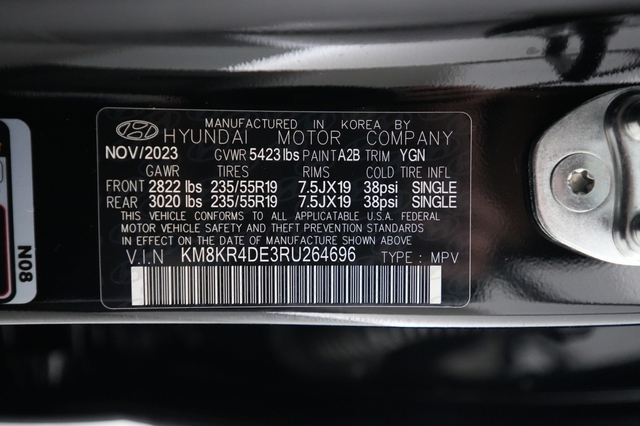 MANUFACTURED IN KOREA BY
HYUNDAI MOTOR COMPANY
NOV/2023 GVWR 5423lbs PAINT A2B TRIM YGN
GAWR TIRES RIMS COLD TIRE INFL
FRONT 2822 lbs 235/55R19 7.5JX19 38psi SINGLE
REAR 3020 lbs 235/55R19 7.5JX19 38psi SINGLE
THIS VEHICLE CONFORMS TO ALL APPLICATABLE U.S.A. FEDERAL
MOTOR VEHICLE SAFETY AND THEFT PREVENTION STANDARDS
IN EFFECT ON THE DATE OF MANUFACTURE SHOWN ABOVE.
V.I.N KM8KR4DE3RU264696 TYPE : MPV
N08